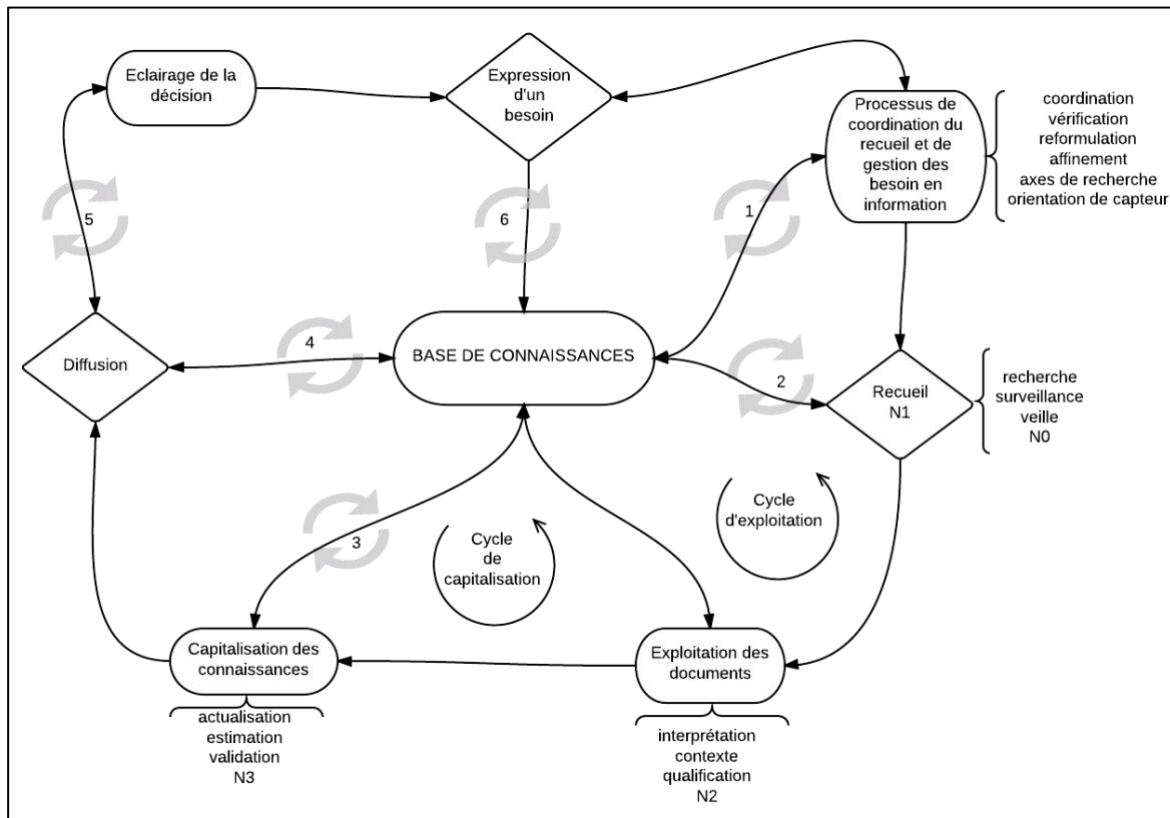 Eclairage de la
décision
Expression
d'un
besoin
Processus de
coordination du
recueil et de
gestion des
besoin en
information
coordination
vérification
reformulation
affinement
axes de recherche
orientation de capteur
5
6
1
Diffusion
4
BASE DE CONNAISSANCES
2
Recueil
N1
recherche
surveillance
veille
N0
3
Cycle
de
capitalisation
Cycle
d'exploitation
Capitalisation des
connaissances
actualisation
estimation
validation
N3
Exploitation des
documents
interprétation
contexte
qualification
N2